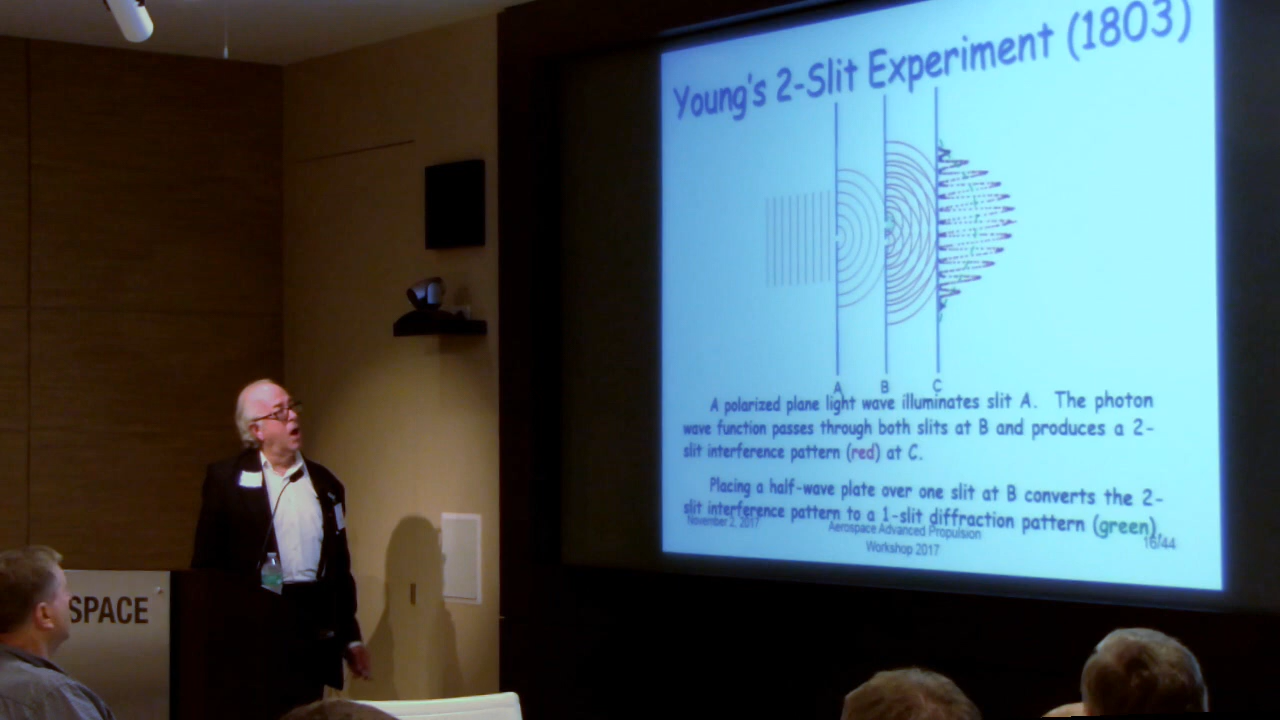 Young's 2-Slit Experiment (1803)
A B C
A polarized plane light wave illuminates slit A. The photon
wave function passes through both slits at B and produces a 2-
slit interference pattern (red) at C.
Placing a half-wave plate over one slit at B converts the 2-
slit interference pattern to a 1-slit diffraction pattern (green).
November 2, 2017
Aerospace Advanced Propulsion
Workshop 2017
16/44
SPACE